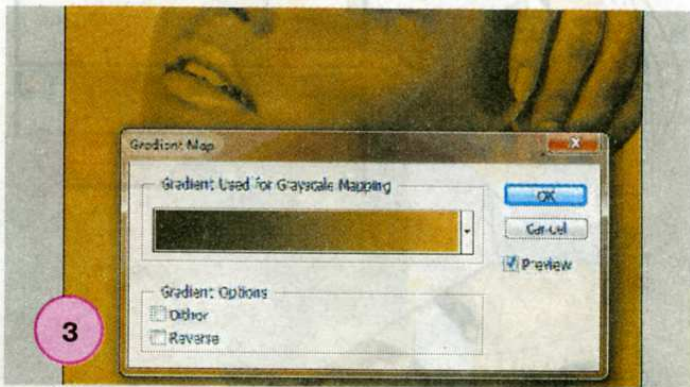 Gradient Map
Gradient Used for Grayscale Mapping
OK
Cancel
Preview
Gradient Options
Dither
Reverse
3